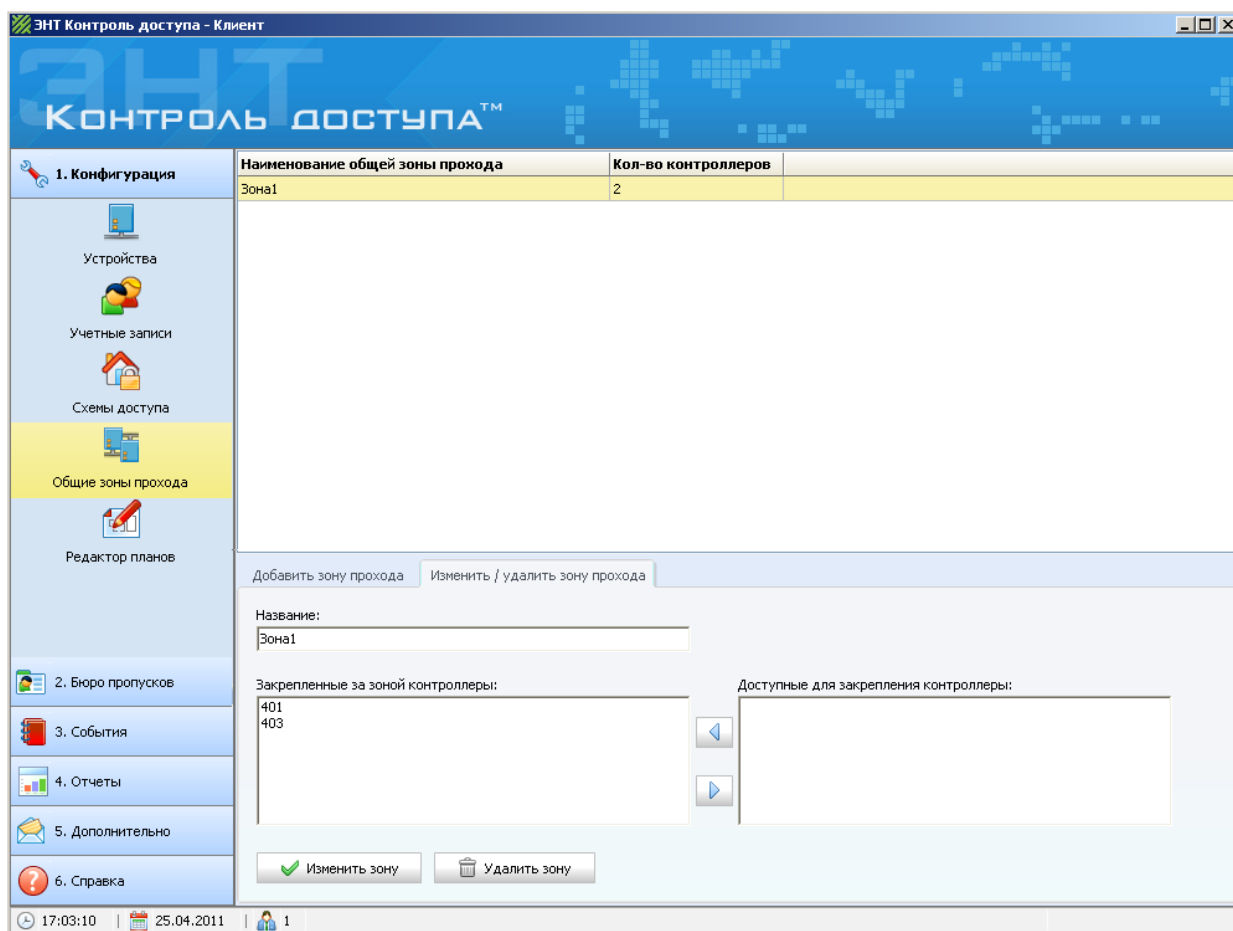 ЭНТ Контроль доступа - Клиент
ЭНТ
КОНТРОЛЬ ДОСТУПА™
1. Конфигурация
Устройства
Учетные записи
Схемы доступа
Общие зоны прохода
Редактор планов
2. Бюро пропусков
3. События
4. Отчеты
5. Дополнительно
6. Справка
Наименование общей зоны прохода Кол-во контроллеров
Зона1 2
Добавить зону прохода Изменить / удалить зону прохода
Название:
Зона1
Закрепленные за зоной контроллеры: Доступные для закрепления контроллеры:
401
403
Изменить зону Удалить зону
17:03:10 | 25.04.2011 | 1